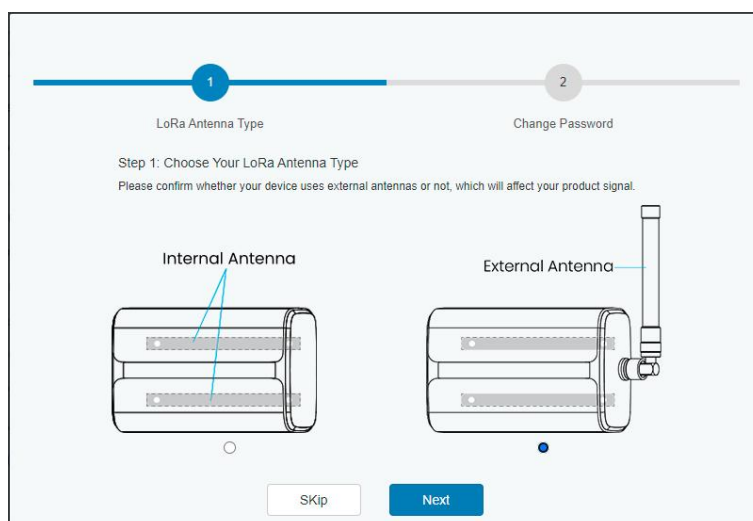 1
2
LoRa Antenna Type
Change Password
Step 1: Choose Your LoRa Antenna Type
Please confirm whether your device uses external antennas or not, which will affect your product signal.
Internal Antenna
External Antenna
SKip
Next